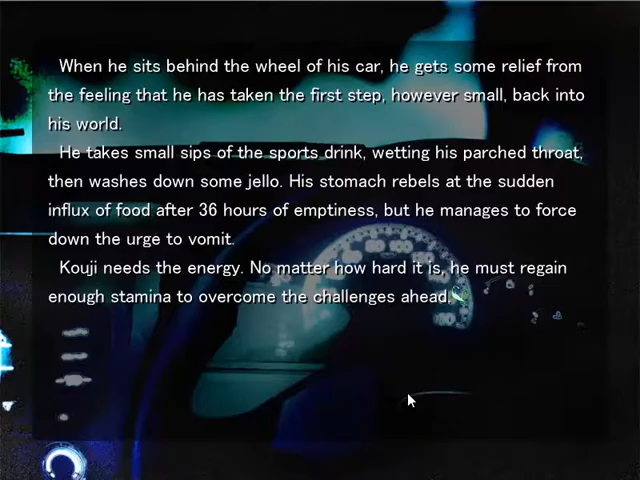 When he sits behind the wheel of his car, he gets some relief from
the feeling that he has taken the first step, however small, back into
his world.
He takes small sips of the sports drink, wetting his parched throat,
then washes down some jello. His stomach rebels at the sudden
influx of food after 36 hours of emptiness, but he manages to force
down the urge to vomit.
Kouji needs the energy. No matter how hard it is, he must regain
enough stamina to overcome the challenges ahead.